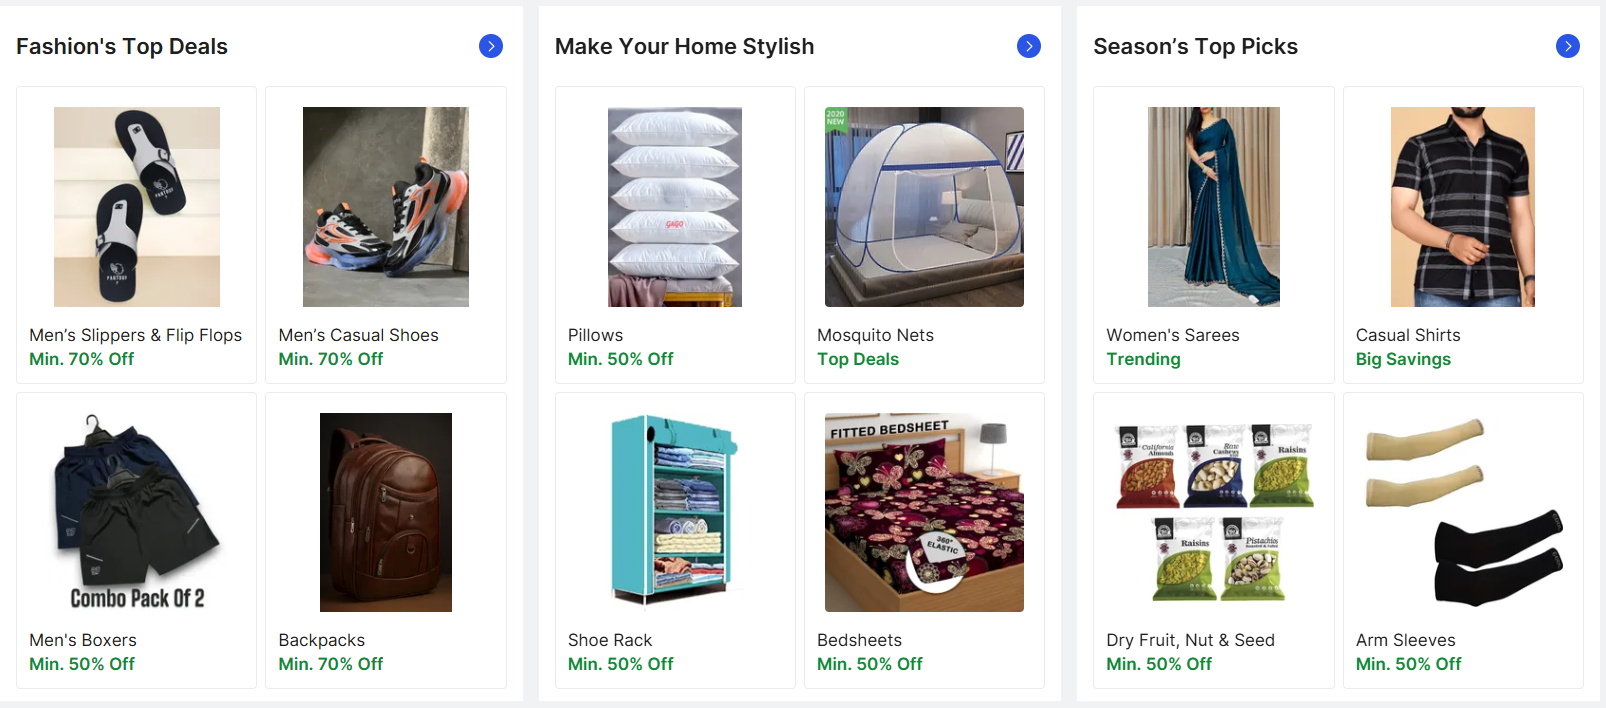 Fashion's Top Deals
Men's Slippers & Flip Flops
Min. 70% Off
Men's Casual Shoes
Min. 70% Off
Combo Pack Of 2
Men's Boxers
Min. 50% Off
Backpacks
Min. 70% Off
Make Your Home Stylish
Pillows
Min. 50% Off
2020
NEW
Mosquito Nets
Top Deals
Shoe Rack
Min. 50% Off
FITTED BEDSHEET
360°
ELASTIC
Bedsheets
Min. 50% Off
Season's Top Picks
Women's Sarees
Trending
Casual Shirts
Big Savings
California
Almonds
Raw
Cashews
Raisins
Raisins
Pistachios
Dry Fruit, Nut & Seed
Min. 50% Off
Arm Sleeves
Min. 50% Off